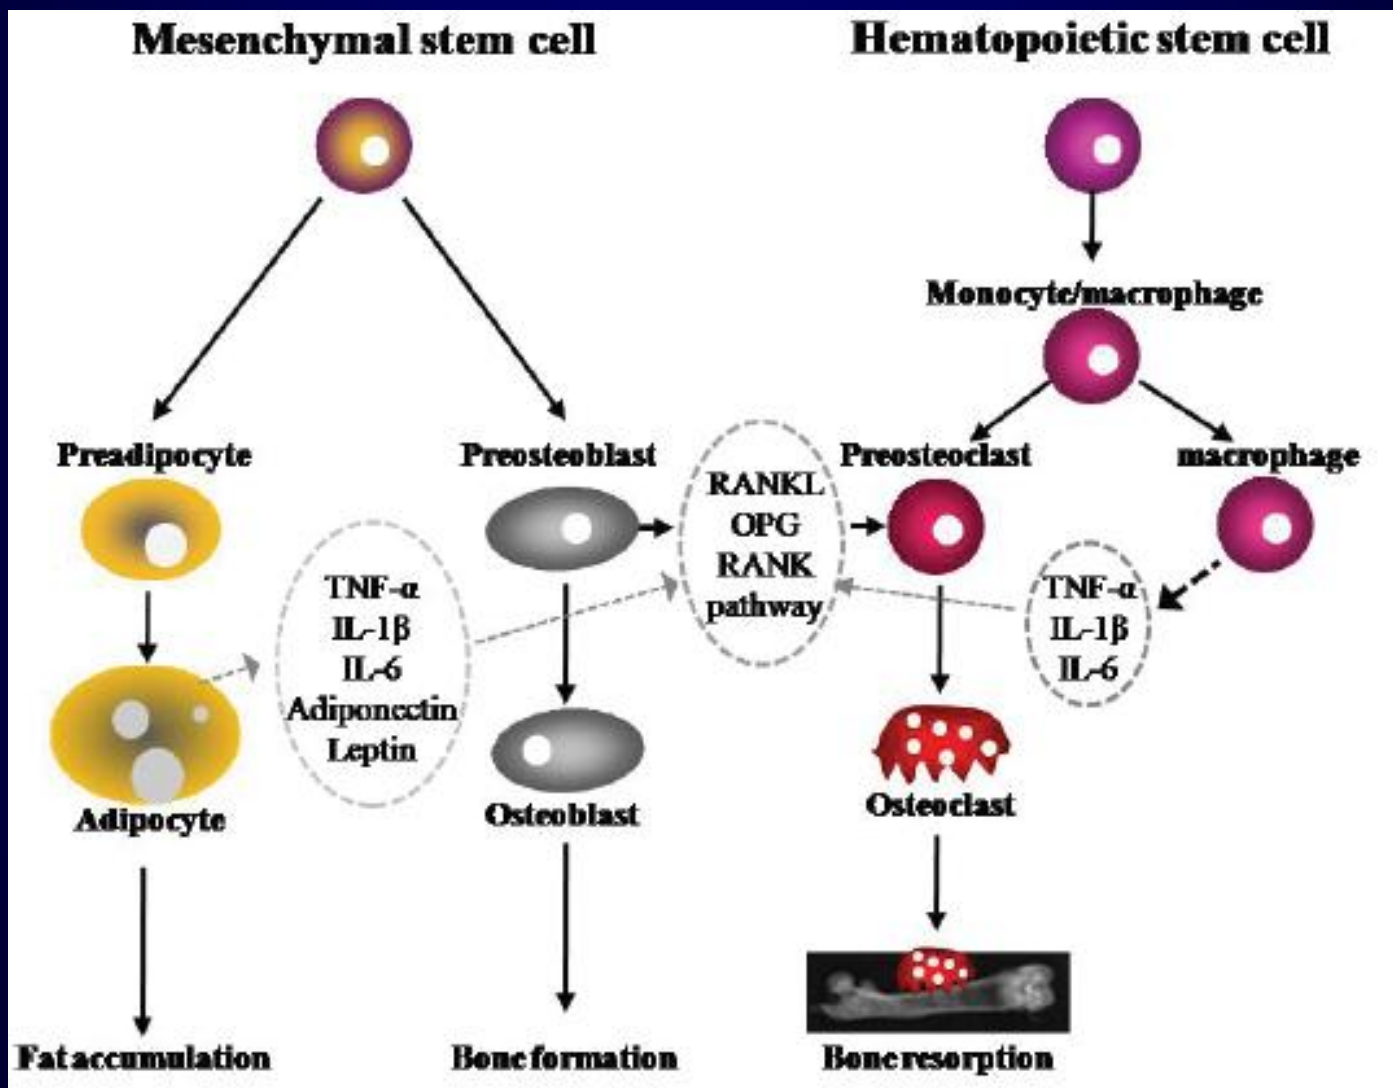 Mesenchymal stem cell
Hematopoietic stem cell
Monocyte/macrophage
Preadipocyte
Preosteoblast
Preosteoclast
macrophage
RANKL
OPG
RANK
pathway
TNF-α
IL-1β
IL-6
Adiponectin
Leptin
TNF-α
IL-1β
IL-6
Adipocyte
Osteoblast
Osteoclast
Fat accumulation
Bone formation
Bone resorption